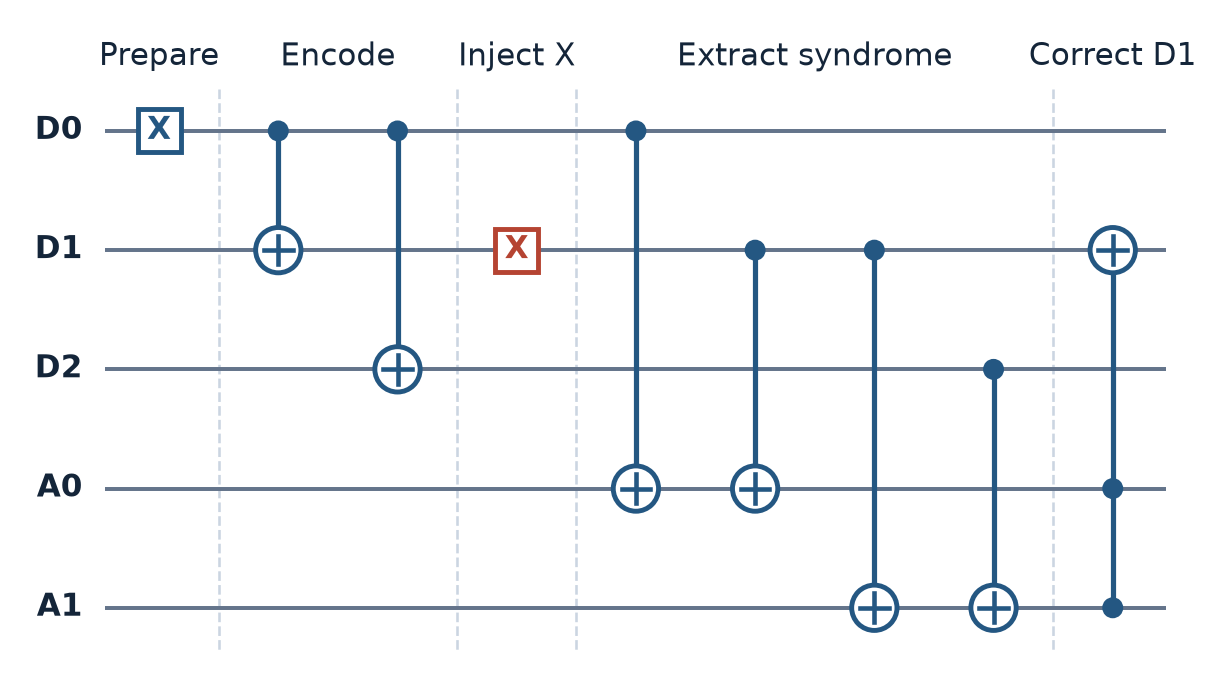 Prepare Encode Inject X Extract syndrome Correct D1
D0 X
D1 X
D2
A0
A1